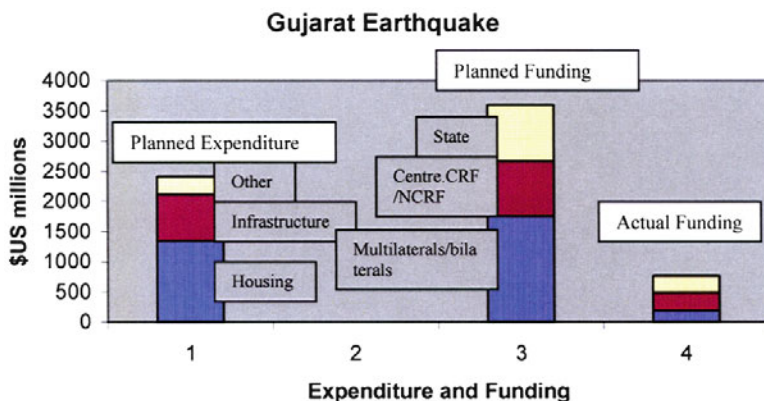 Gujarat Earthquake
4000
3500
3000
2500
2000
1500
1000
500
0
$US millions
Planned Expenditure
Other
Infrastructure
Housing
Planned Funding
State
Centre.CRF
/NCRF
Multilaterals/bila
terals
Actual Funding
1 2 3 4
Expenditure and Funding